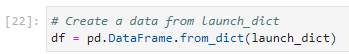 [22]: # Create a data from launch_dict
df = pd.DataFrame.from_dict(launch_dict)